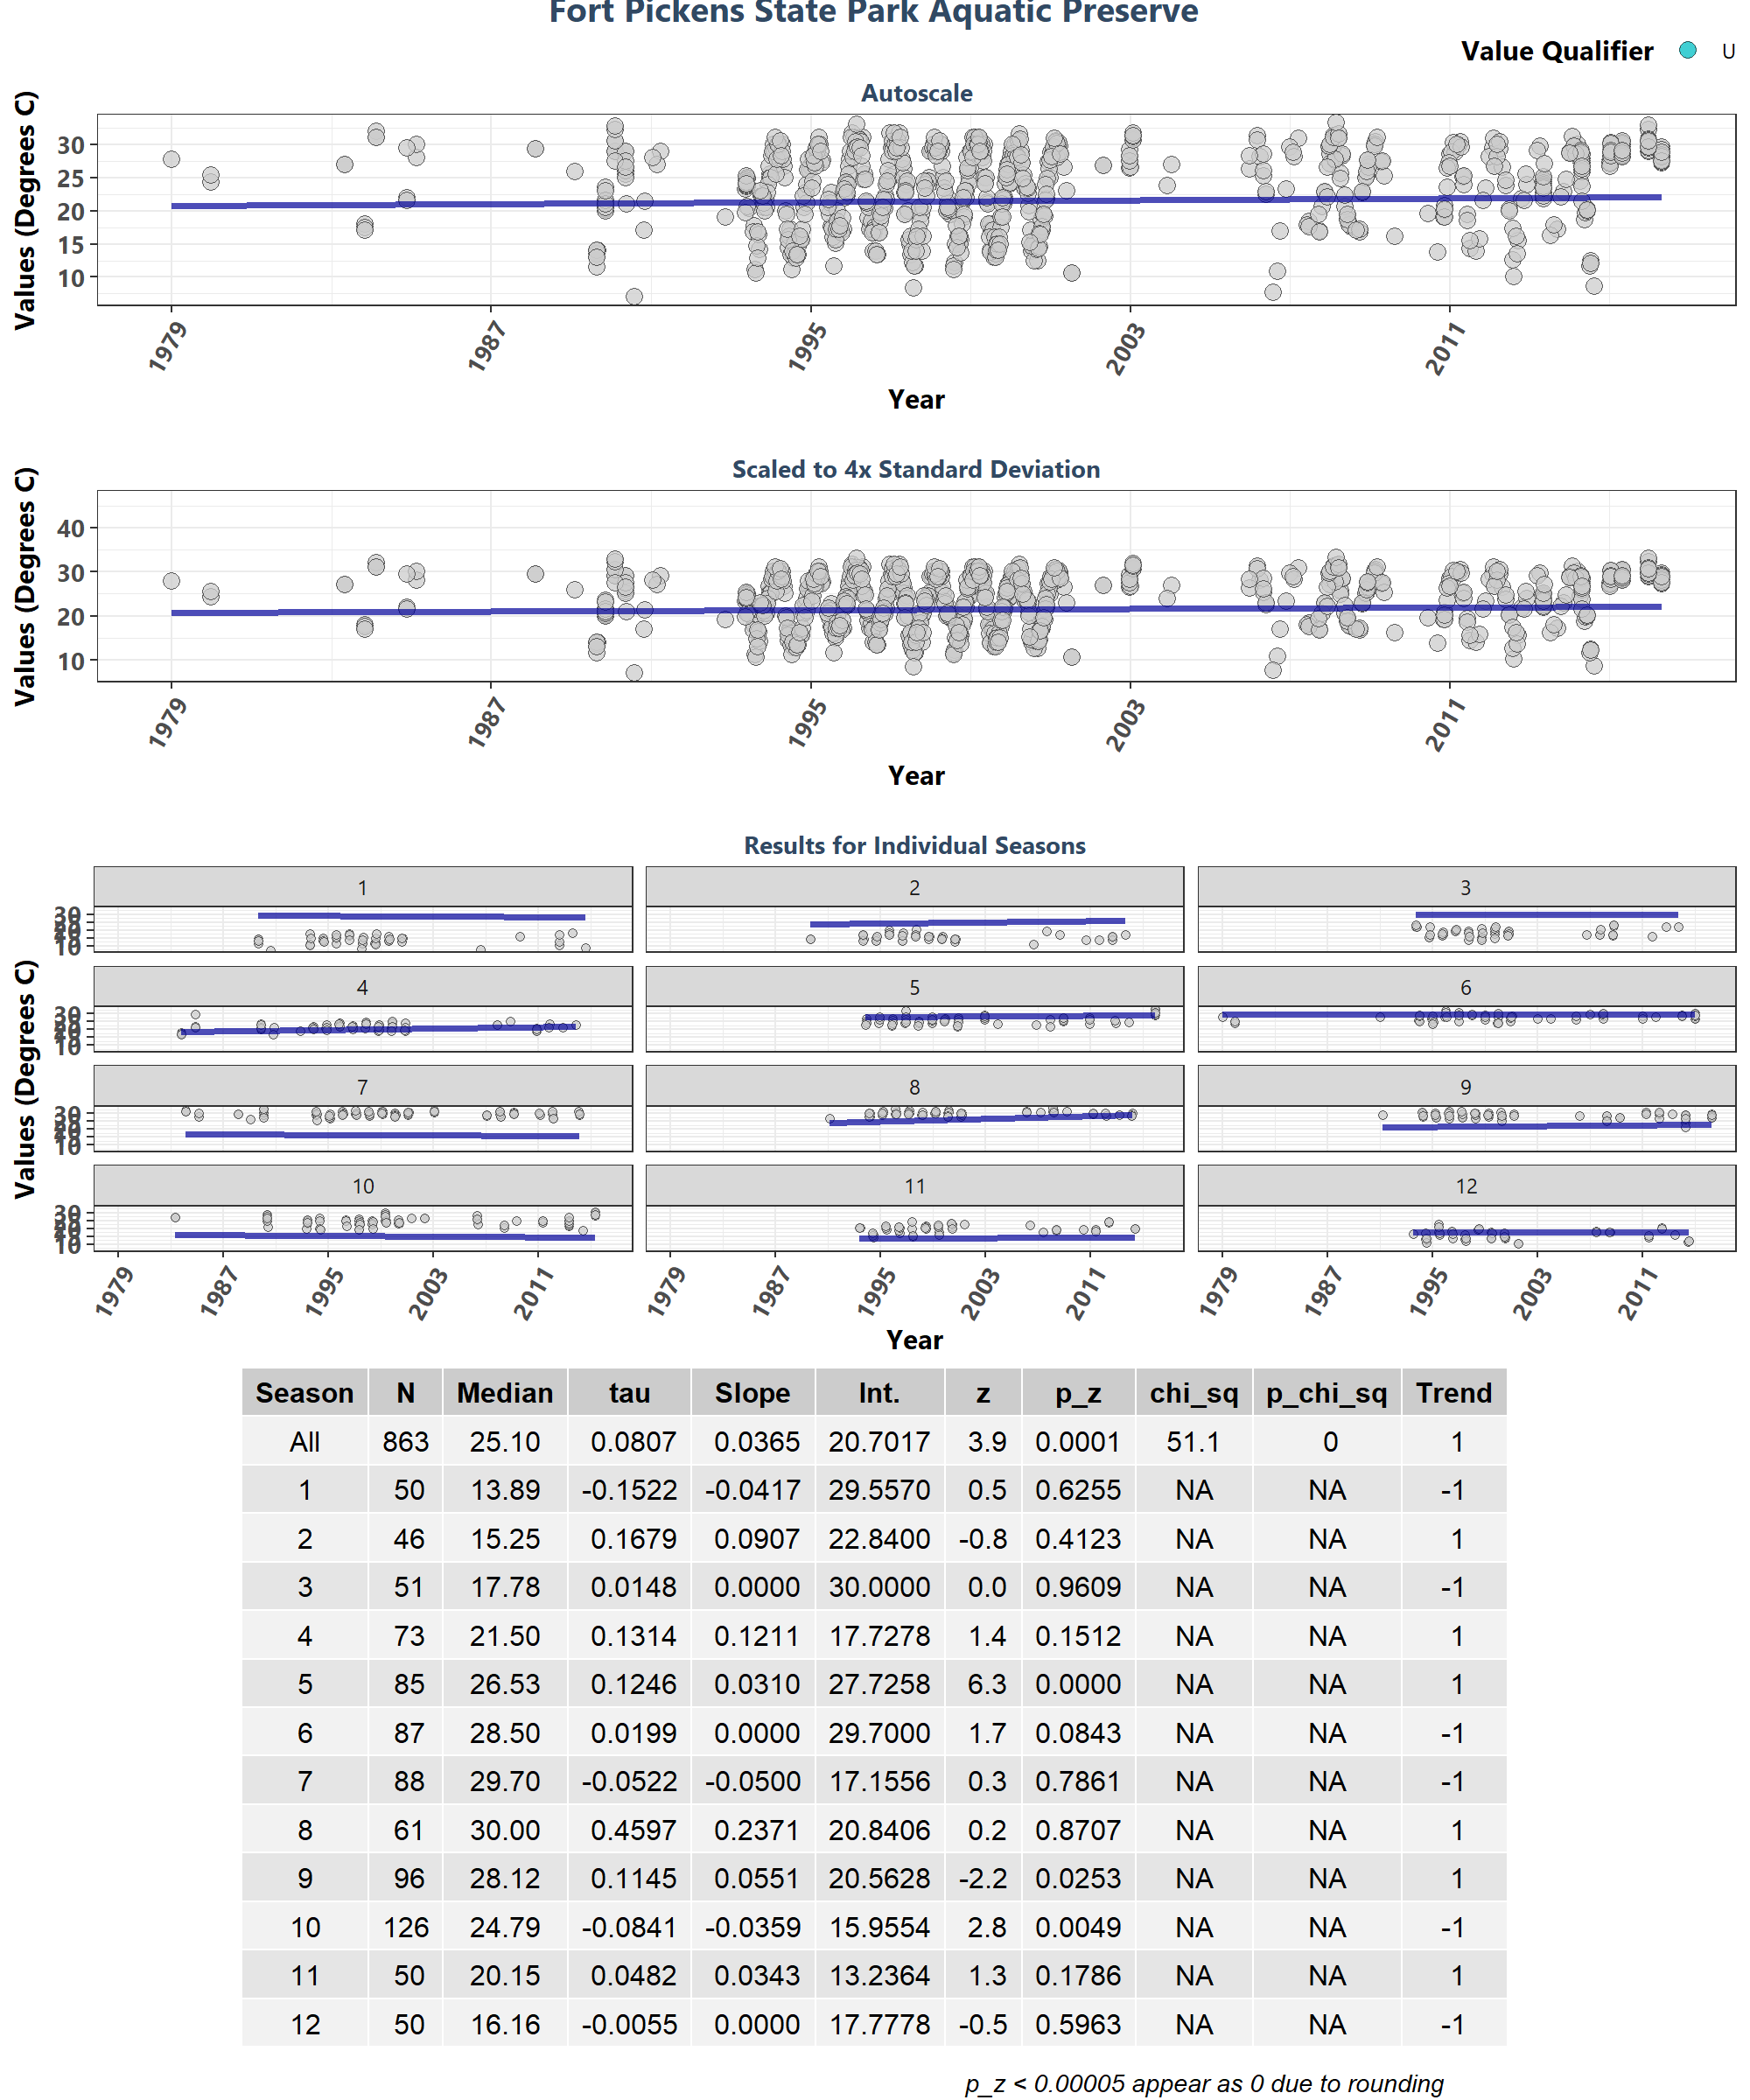 Fort Pickens State Park Aquatic Preserve
Value Qualifier U
Autoscale
Values (Degrees C)
30
25
20
15
10
1979 1987 1995 2003 2011
Year
Scaled to 4x Standard Deviation
Values (Degrees C)
40
30
20
10
1979 1987 1995 2003 2011
Year
Results for Individual Seasons
Values (Degrees C)
1 2 3
30
10
4 5 6
30
10
7 8 9
30
10
10 11 12
30
10
1979 1987 1995 2003 2011 1979 1987 1995 2003 2011 1979 1987 1995 2003 2011
Year
Season N Median tau Slope Int. z p_z chi_sq p_chi_sq Trend
All 863 25.10 0.0807 0.0365 20.7017 3.9 0.0001 51.1 0 1
1 50 13.89 -0.1522 -0.0417 29.5570 0.5 0.6255 NA NA -1
2 46 15.25 0.1679 0.0907 22.8400 -0.8 0.4123 NA NA 1
3 51 17.78 0.0148 0.0000 30.0000 0.0 0.9609 NA NA -1
4 73 21.50 0.1314 0.1211 17.7278 1.4 0.1512 NA NA 1
5 85 26.53 0.1246 0.0310 27.7258 6.3 0.0000 NA NA 1
6 87 28.50 0.0199 0.0000 29.7000 1.7 0.0843 NA NA -1
7 88 29.70 -0.0522 -0.0500 17.1556 0.3 0.7861 NA NA -1
8 61 30.00 0.4597 0.2371 20.8406 0.2 0.8707 NA NA 1
9 96 28.12 0.1145 0.0551 20.5628 -2.2 0.0253 NA NA 1
10 126 24.79 -0.0841 -0.0359 15.9554 2.8 0.0049 NA NA -1
11 50 20.15 0.0482 0.0343 13.2364 1.3 0.1786 NA NA 1
12 50 16.16 -0.0055 0.0000 17.7778 -0.5 0.5963 NA NA -1
p_z < 0.00005 appear as 0 due to rounding